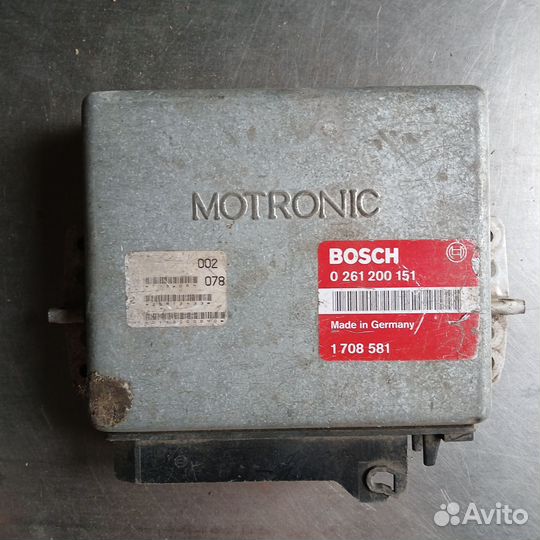 MOTRONIC
002
078
BOSCH
0 261 200 151
Made in Germany
1 708 581
Avito